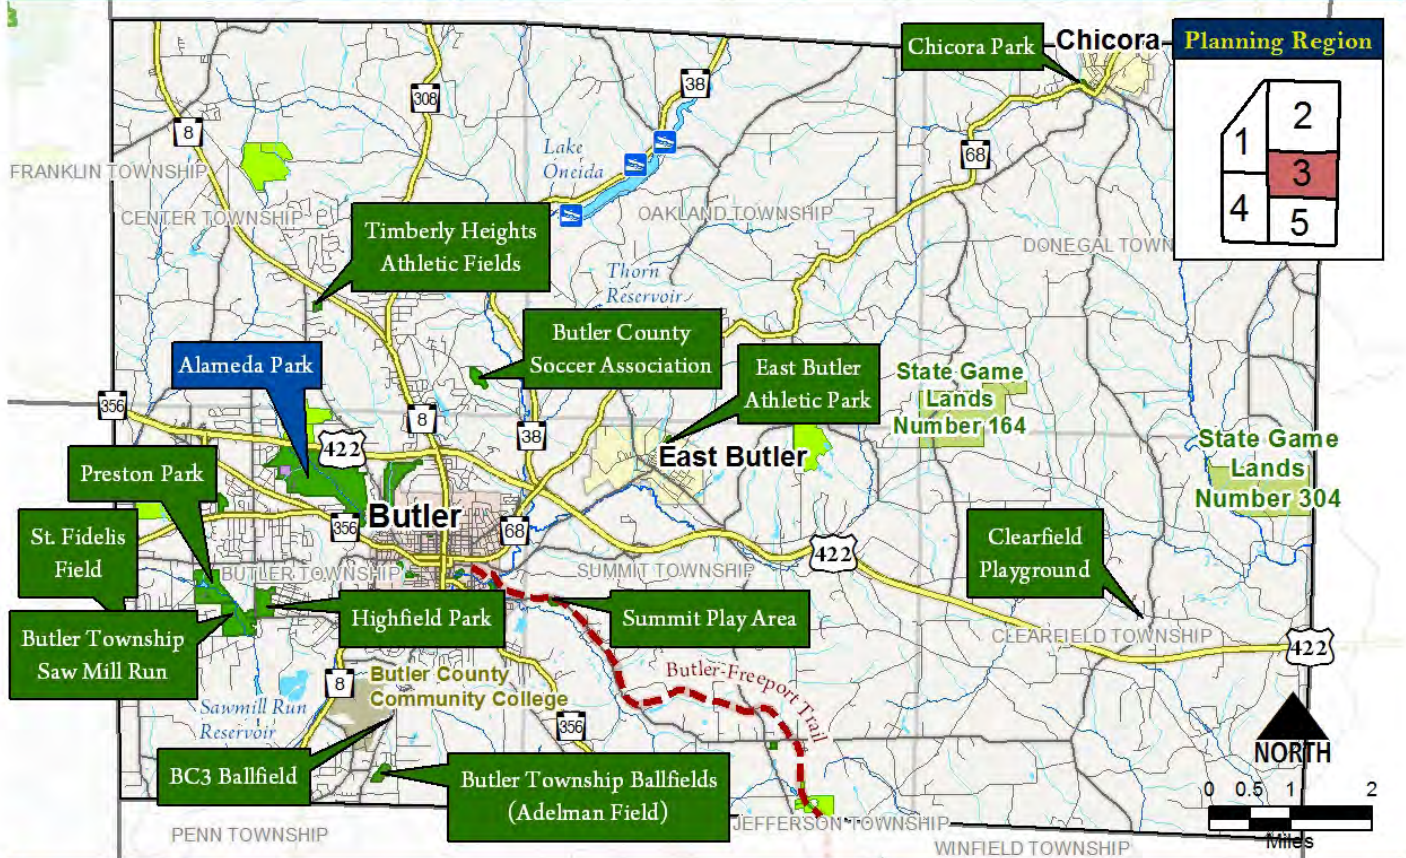 Chicora Park
Chicora
Planning Region
1
2
3
4
5
38
308
8
68
Lake
Oneida
FRANKLIN TOWNSHIP
CENTER TOWNSHIP
OAKLAND TOWNSHIP
DONEGAL TOWN
Timberly Heights
Athletic Fields
Thorn
Reservoir
Butler County
Soccer Association
Alameda Park
East Butler
Athletic Park
State Game
Lands
Number 164
356
8
38
422
State Game
Lands
Number 304
East Butler
Preston Park
Butler
356
68
St. Fidelis
Field
422
Clearfield
Playground
BUTLER TOWNSHIP
SUMMIT TOWNSHIP
Highfield Park
Summit Play Area
Butler Township
Saw Mill Run
CLEARFIELD TOWNSHIP
422
Butler County
Community College
8
Butler-Freeport Trail
Sawmill Run
Reservoir
356
NORTH
BC3 Ballfield
Butler Township Ballfields
(Adelman Field)
0 0.5 1 2
Miles
PENN TOWNSHIP
JEFFERSON TOWNSHIP
WINFIELD TOWNSHIP